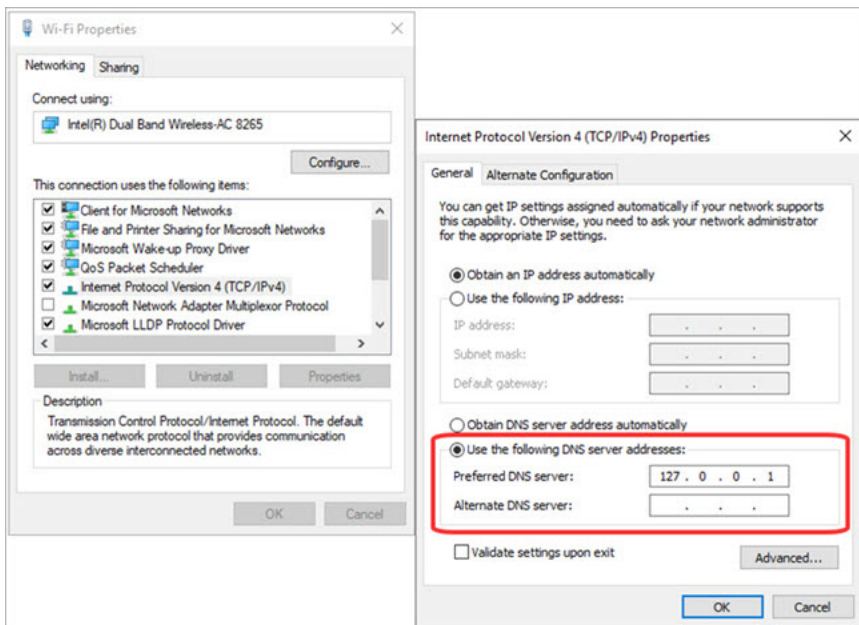 Wi-Fi Properties
Networking
Sharing
Connect using:
Intel(R) Dual Band Wireless-AC 8265
Configure...
This connection uses the following items:
Client for Microsoft Networks
File and Printer Sharing for Microsoft Networks
Microsoft Wake-up Proxy Driver
QoS Packet Scheduler
Internet Protocol Version 4 (TCP/IPv4)
Microsoft Network Adapter Multiplexor Protocol
Microsoft LLDP Protocol Driver
Install...
Uninstall
Properties
Description
Transmission Control Protocol/Internet Protocol. The default
wide area network protocol that provides communication
across diverse interconnected networks.
OK
Cancel
Internet Protocol Version 4 (TCP/IPv4) Properties
General
Alternate Configuration
You can get IP settings assigned automatically if your network supports
this capability. Otherwise, you need to ask your network administrator
for the appropriate IP settings.
Obtain an IP address automatically
Use the following IP address:
IP address:
. . .
Subnet mask:
. . .
Default gateway:
. . .
Obtain DNS server address automatically
Use the following DNS server addresses:
Preferred DNS server:
127 . 0 . 0 . 1
Alternate DNS server:
. . .
Validate settings upon exit
Advanced...
OK
Cancel